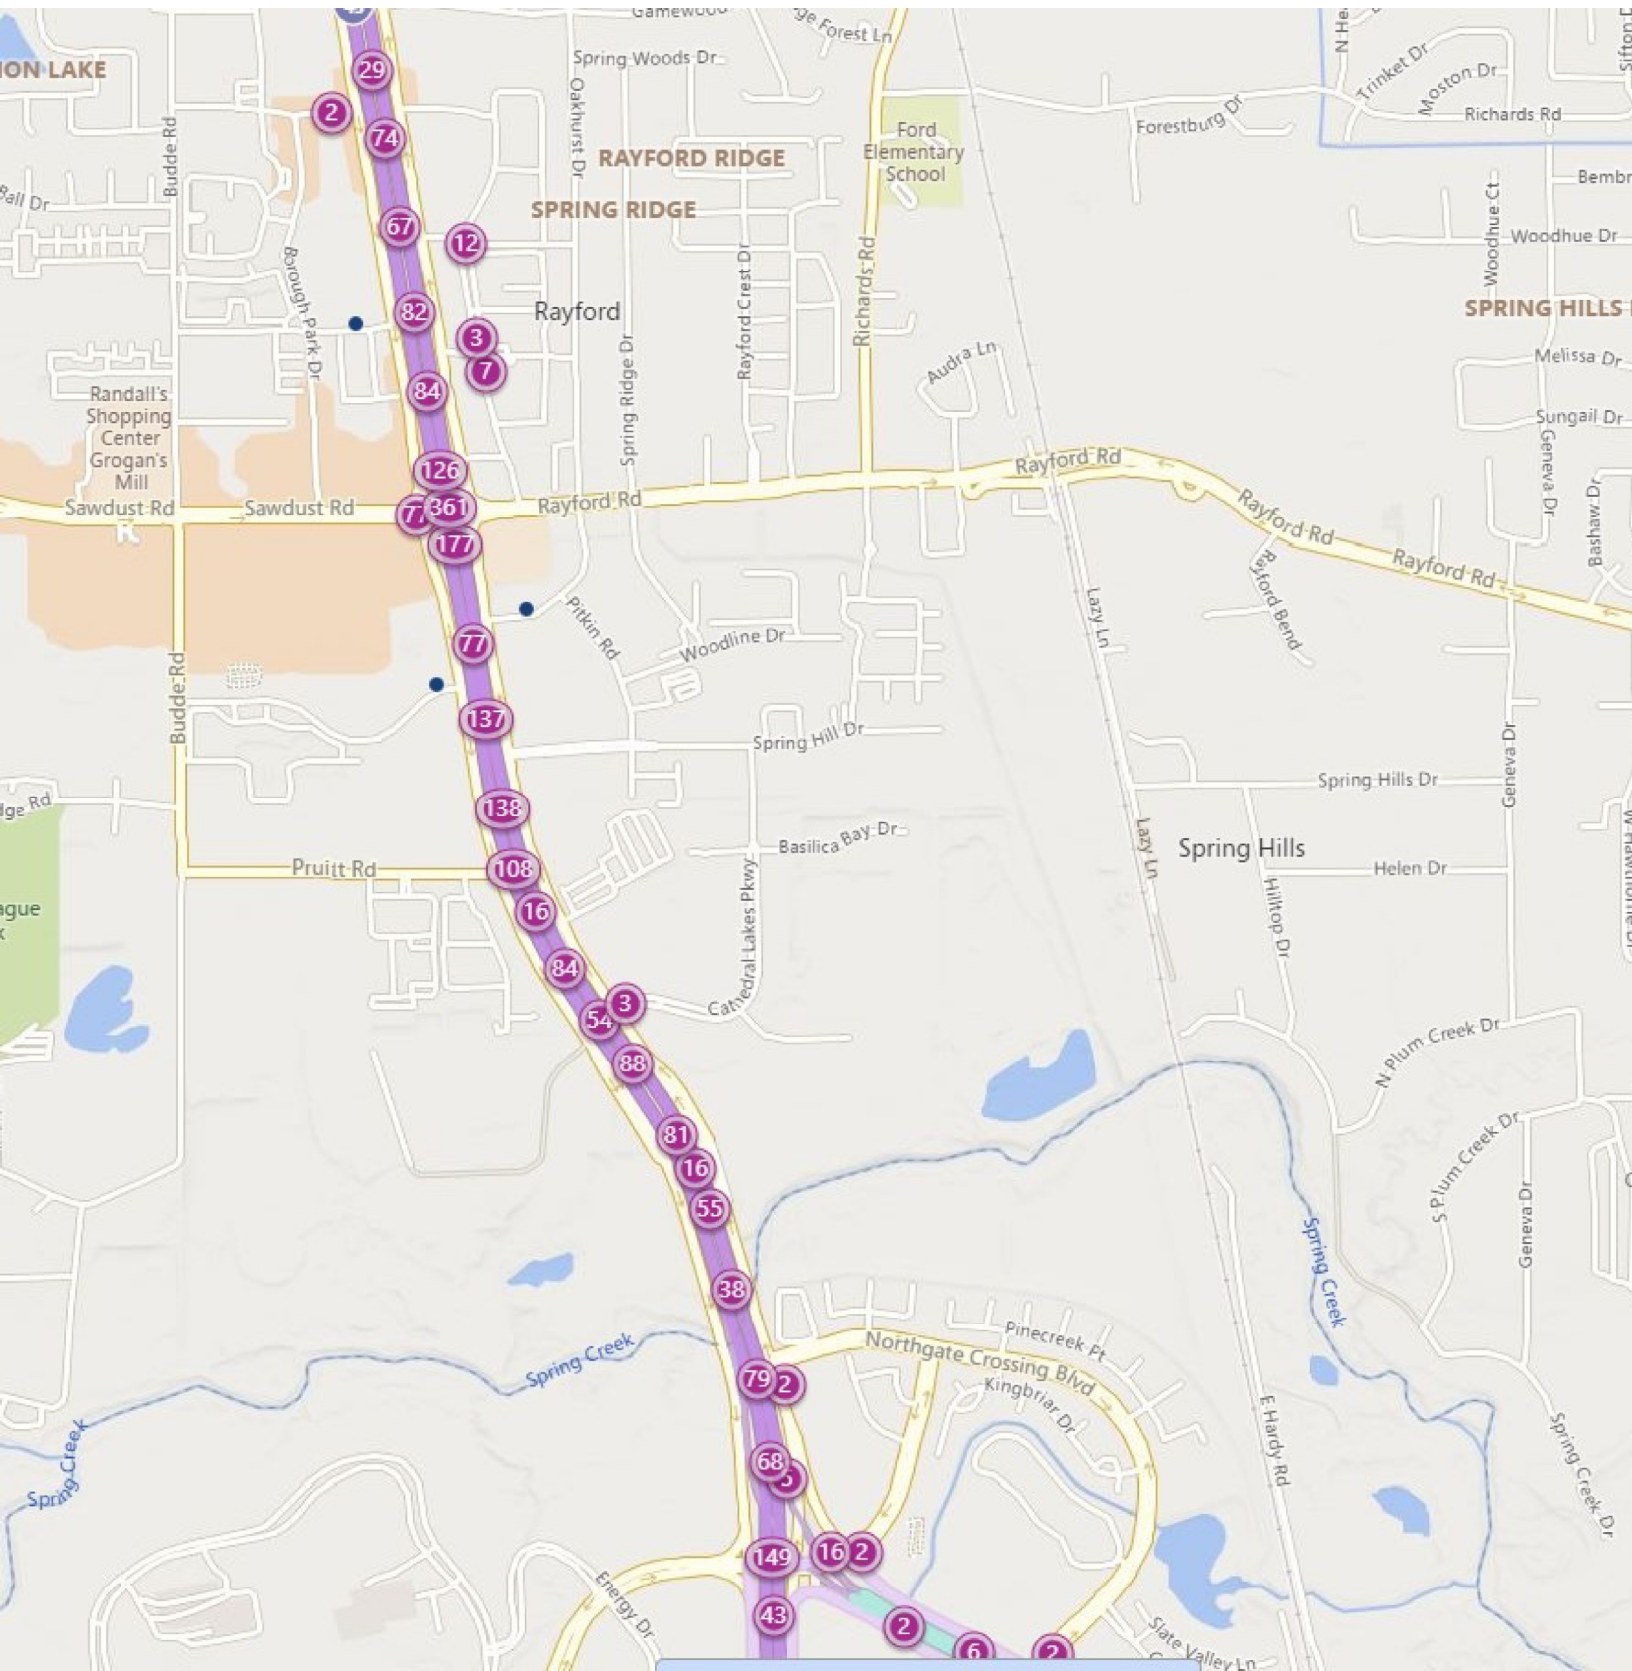 Spring Woods Dr
29
ION LAKE
2
74
Budde Rd
Oakhurst Dr
RAYFORD RIDGE
SPRING RIDGE
Ford
Elementary
School
Trinket Dr
Moston Dr
Richards Rd
Forestburg Dr
Ball Dr
67
12
Woodhue Ct
Woodhue Dr
Borough Park Dr
Rayford Crest Dr
Richards Rd
82
Rayford
3
7
SPRING HILLS
Audra Ln
Spring Ridge Dr
Melissa Dr
84
Randall's
Shopping
Center
Grogan's
Mill
Sungail Dr
Geneva Dr
126
Rayford Rd
Sawdust Rd
Sawdust Rd
77
361
Rayford Rd
Rayford Rd
Bashaw Dr
177
Rayford Rd
Rayford Bend
Lazy Ln
Pitkin Rd
77
Woodline Dr
Budde Rd
137
Spring Hill Dr
Geneva Dr
Spring Hills Dr
138
Basilica Bay Dr
Lazy Ln
Spring Hills
Pruitt Rd
108
Helen Dr
16
Cathedral Lakes Pkwy
Hilltop Dr
84
3
54
88
N Plum Creek Dr
81
16
S Plum Creek Dr
55
Geneva Dr
38
Spring Creek
Spring Creek
Northgate Crossing Blvd
Pinecreek Pt
79
2
Kingbriar Dr
Spring Creek
68
5
E Hardy Rd
Spring Creek Dr
149
16
2
Energy Dr
43
2
6
2
Slate Valley Ln